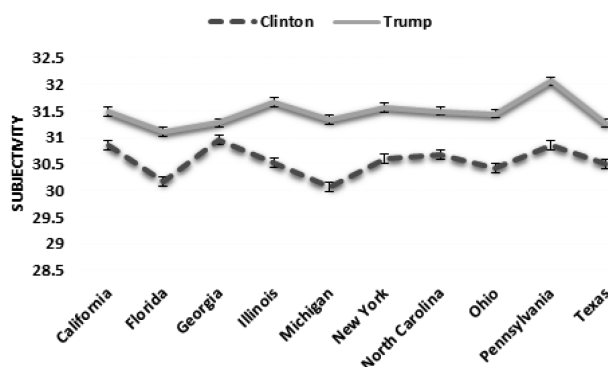 Clinton Trump
32.5
32
31.5
31
30.5
30
29.5
29
28.5
SUBJECTIVITY
California
Florida
Georgia
Illinois
Michigan
New York
North Carolina
Ohio
Pennsylvania
Texas